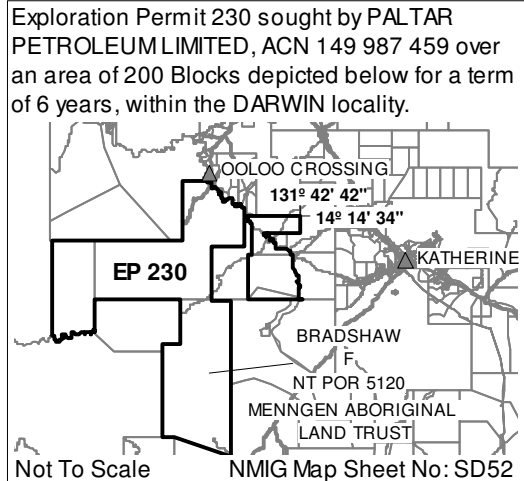 Exploration Permit 230 sought by PALTAR
PETROLEUM LIMITED, ACN 149 987 459 over
an area of 200 Blocks depicted below for a term
of 6 years, within the DARWIN locality.
OOLOO CROSSING
131º 42' 42"
14º 14' 34"
KATHERINE
EP 230
BRADSHAW
F
NT POR 5120
MENNGEN ABORIGINAL
LAND TRUST
Not To Scale
NMIG Map Sheet No: SD52